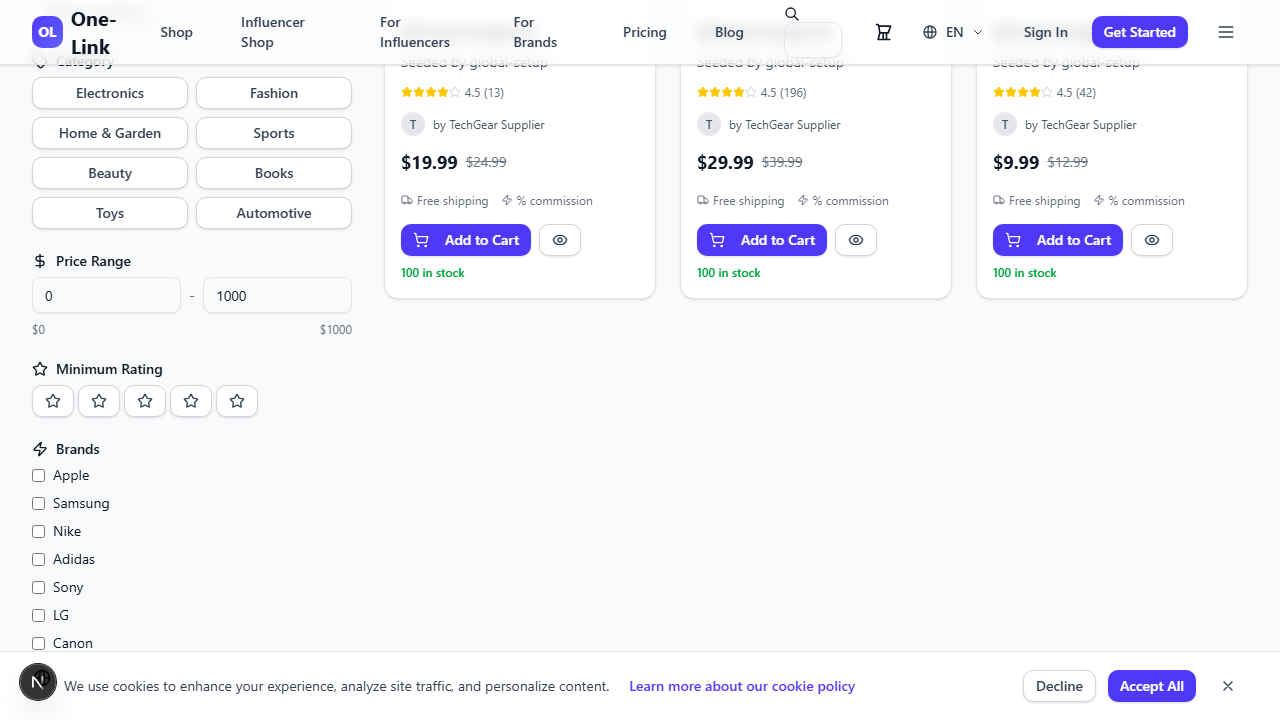 OL
One-
Link
Shop
Influencer
Shop
For
Influencers
For
Brands
Pricing
Blog
EN
Sign In
Get Started
Category
Electronics
Fashion
Home & Garden
Sports
Beauty
Books
Toys
Automotive
Price Range
0
-
1000
$0
$1000
Minimum Rating
Brands
Apple
Samsung
Nike
Adidas
Sony
LG
Canon
Seeded by global-setup
4.5 (13)
T
by TechGear Supplier
$19.99 $24.99
Free shipping
% commission
Add to Cart
100 in stock
Seeded by global-setup
4.5 (196)
T
by TechGear Supplier
$29.99 $39.99
Free shipping
% commission
Add to Cart
100 in stock
Seeded by global-setup
4.5 (42)
T
by TechGear Supplier
$9.99 $12.99
Free shipping
% commission
Add to Cart
100 in stock
N
We use cookies to enhance your experience, analyze site traffic, and personalize content. Learn more about our cookie policy
Decline
Accept All